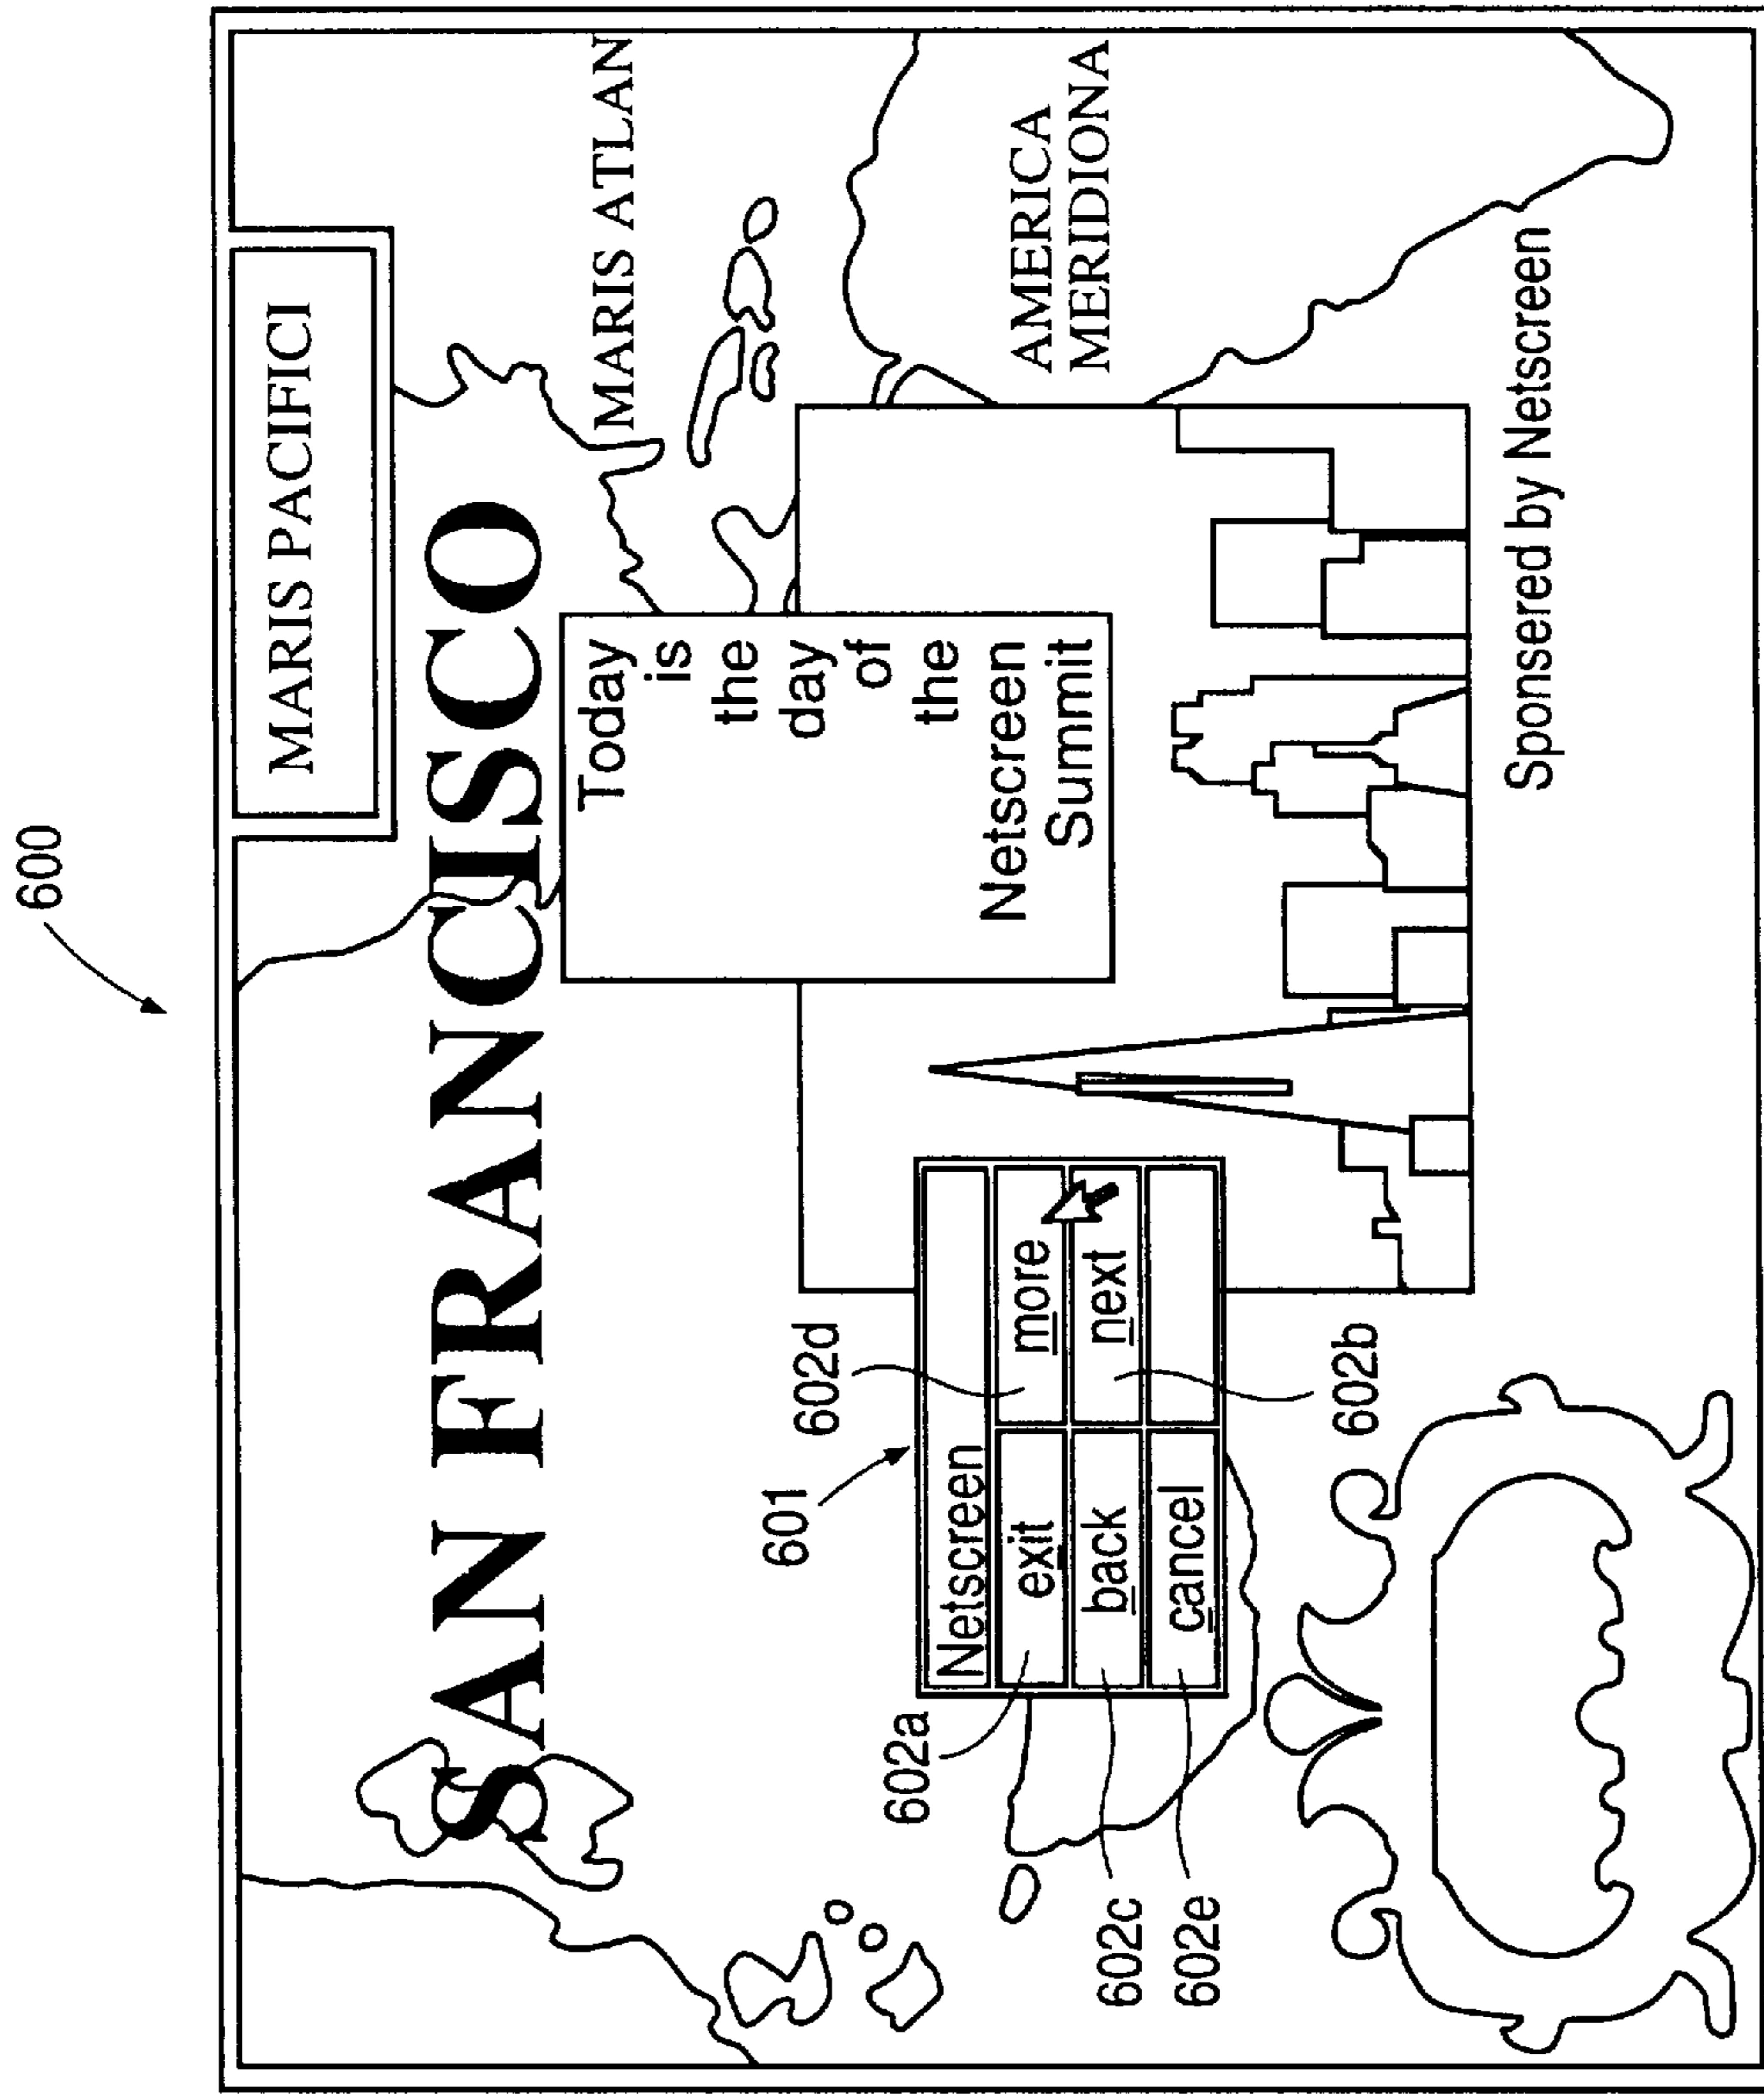 600
MARIS PACIFICI
SAN FRANCISCO
MARIS ATLAN
Today
is
the
day
of
the
Netscreen
Summit
AMERICA
MERIDIONA
601
602d
Netscreen
exit
more
back
next
cancel
602a
602c
602e
602b
Sponsered by Netscreen